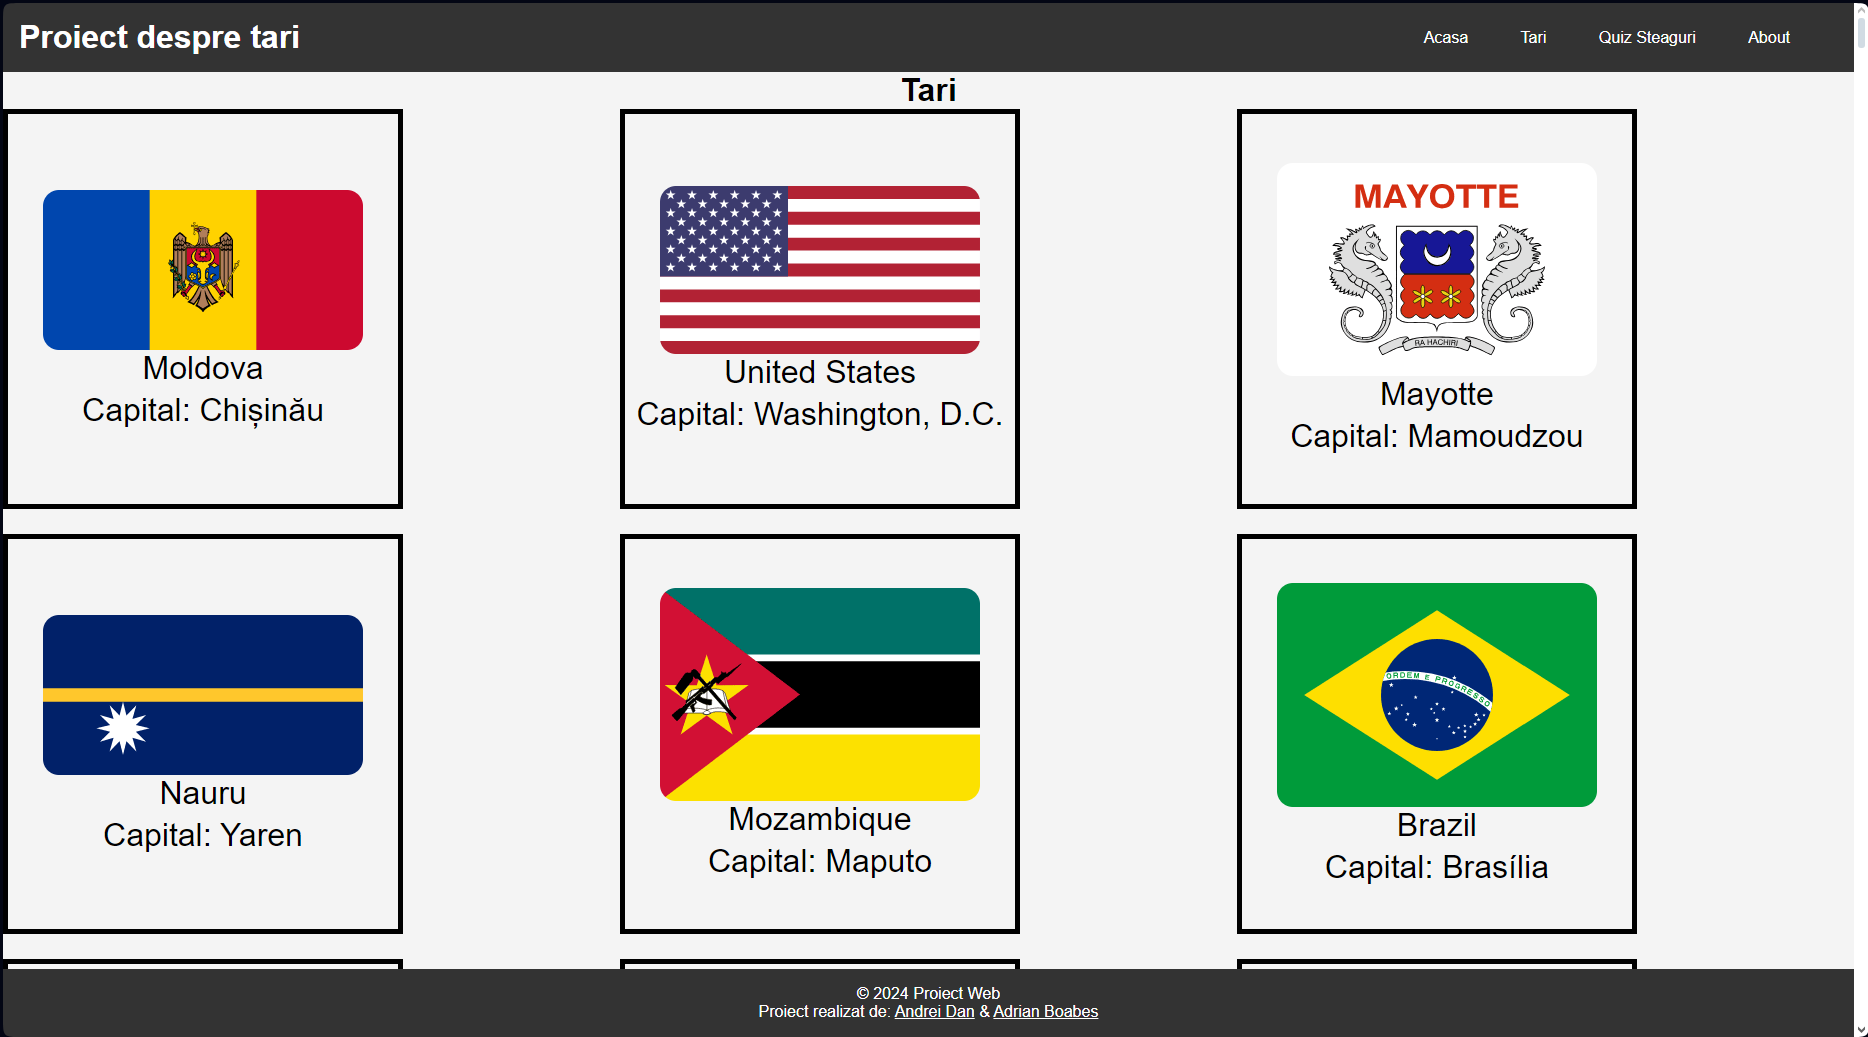 Proiect despre tari
Acasa
Tari
Quiz Steaguri
About
Tari
Moldova
Capital: Chișinău
United States
Capital: Washington, D.C.
MAYOTTE
RA HACHIRI
Mayotte
Capital: Mamoudzou
Nauru
Capital: Yaren
Mozambique
Capital: Maputo
ORDEM E PROGRESSO
Brazil
Capital: Brasília
© 2024 Proiect Web
Proiect realizat de: Andrei Dan & Adrian Boabes